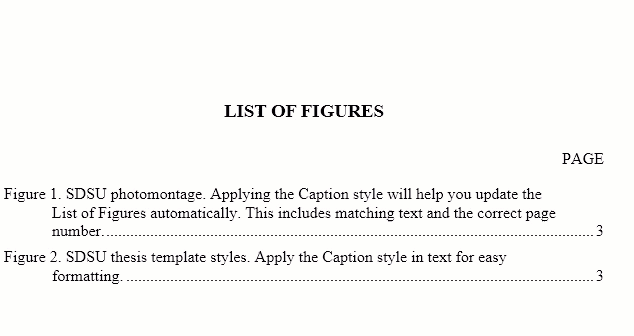 LIST OF FIGURES
PAGE
Figure 1. SDSU photomontage. Applying the Caption style will help you update the
List of Figures automatically. This includes matching text and the correct page
number. 3
Figure 2. SDSU thesis template styles. Apply the Caption style in text for easy
formatting. 3